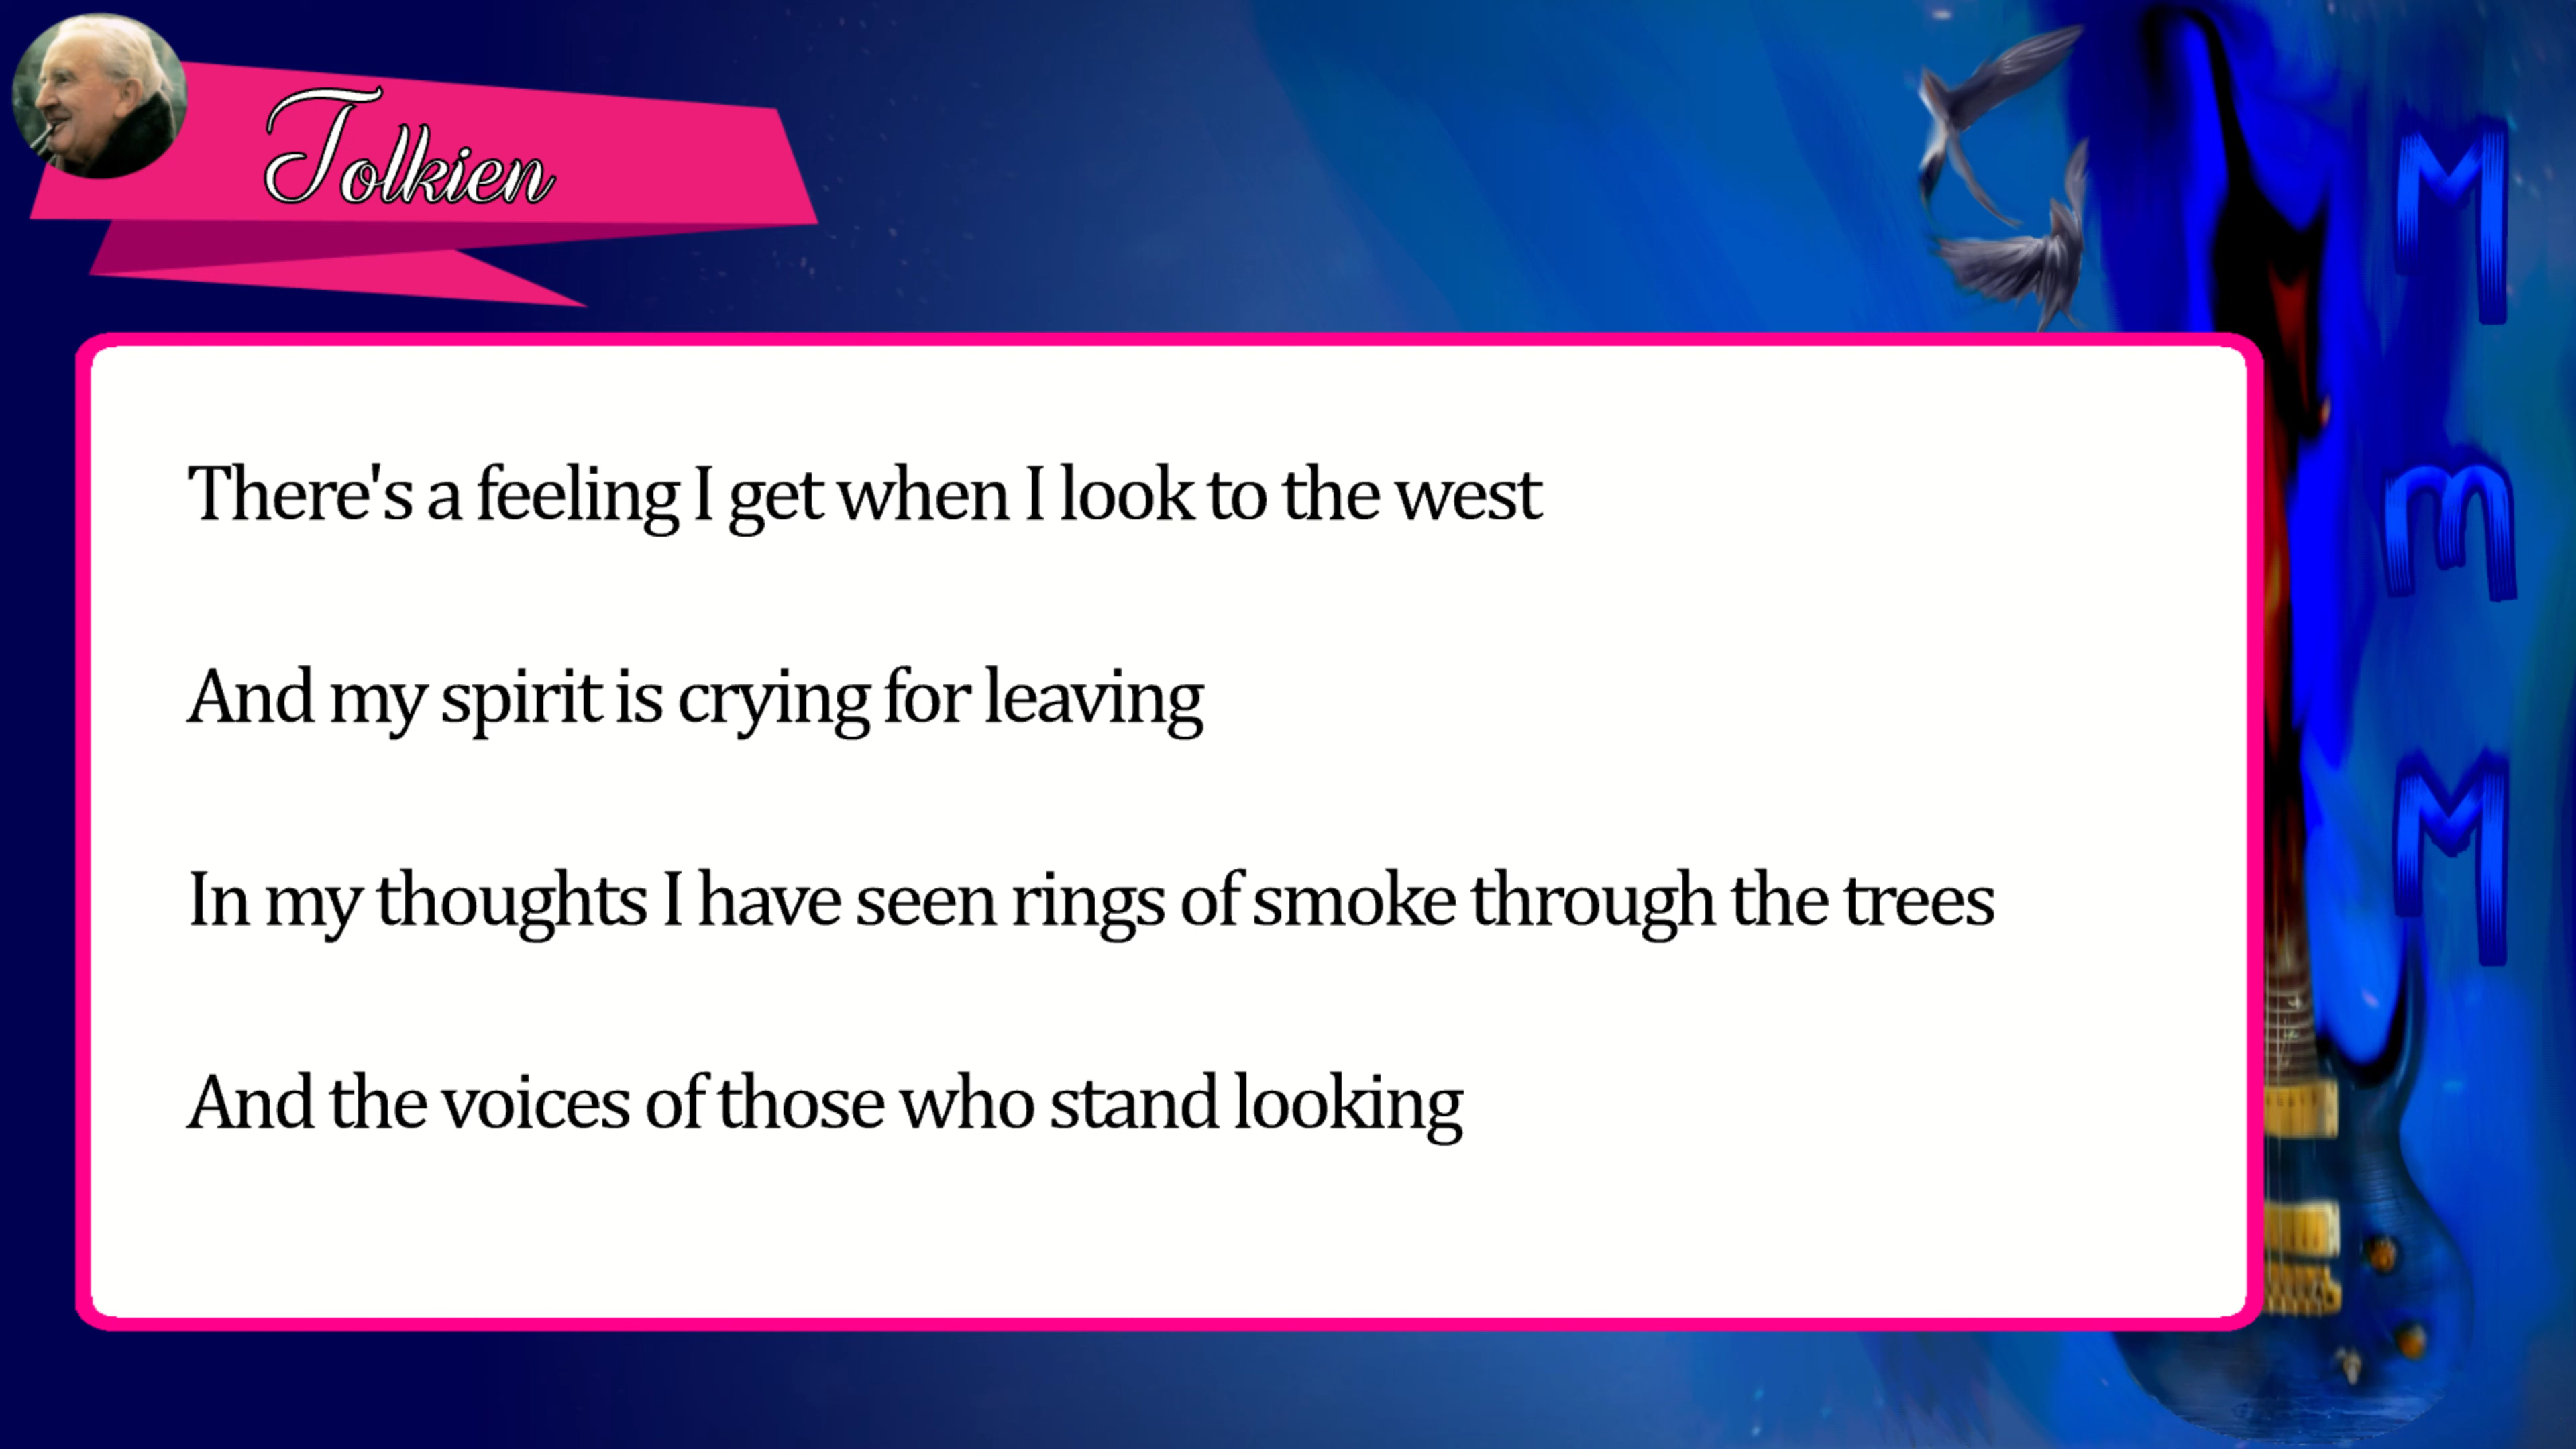 Tolkien
There's a feeling I get when I look to the west
And my spirit is crying for leaving
In my thoughts I have seen rings of smoke through the trees
And the voices of those who stand looking
M
m
M